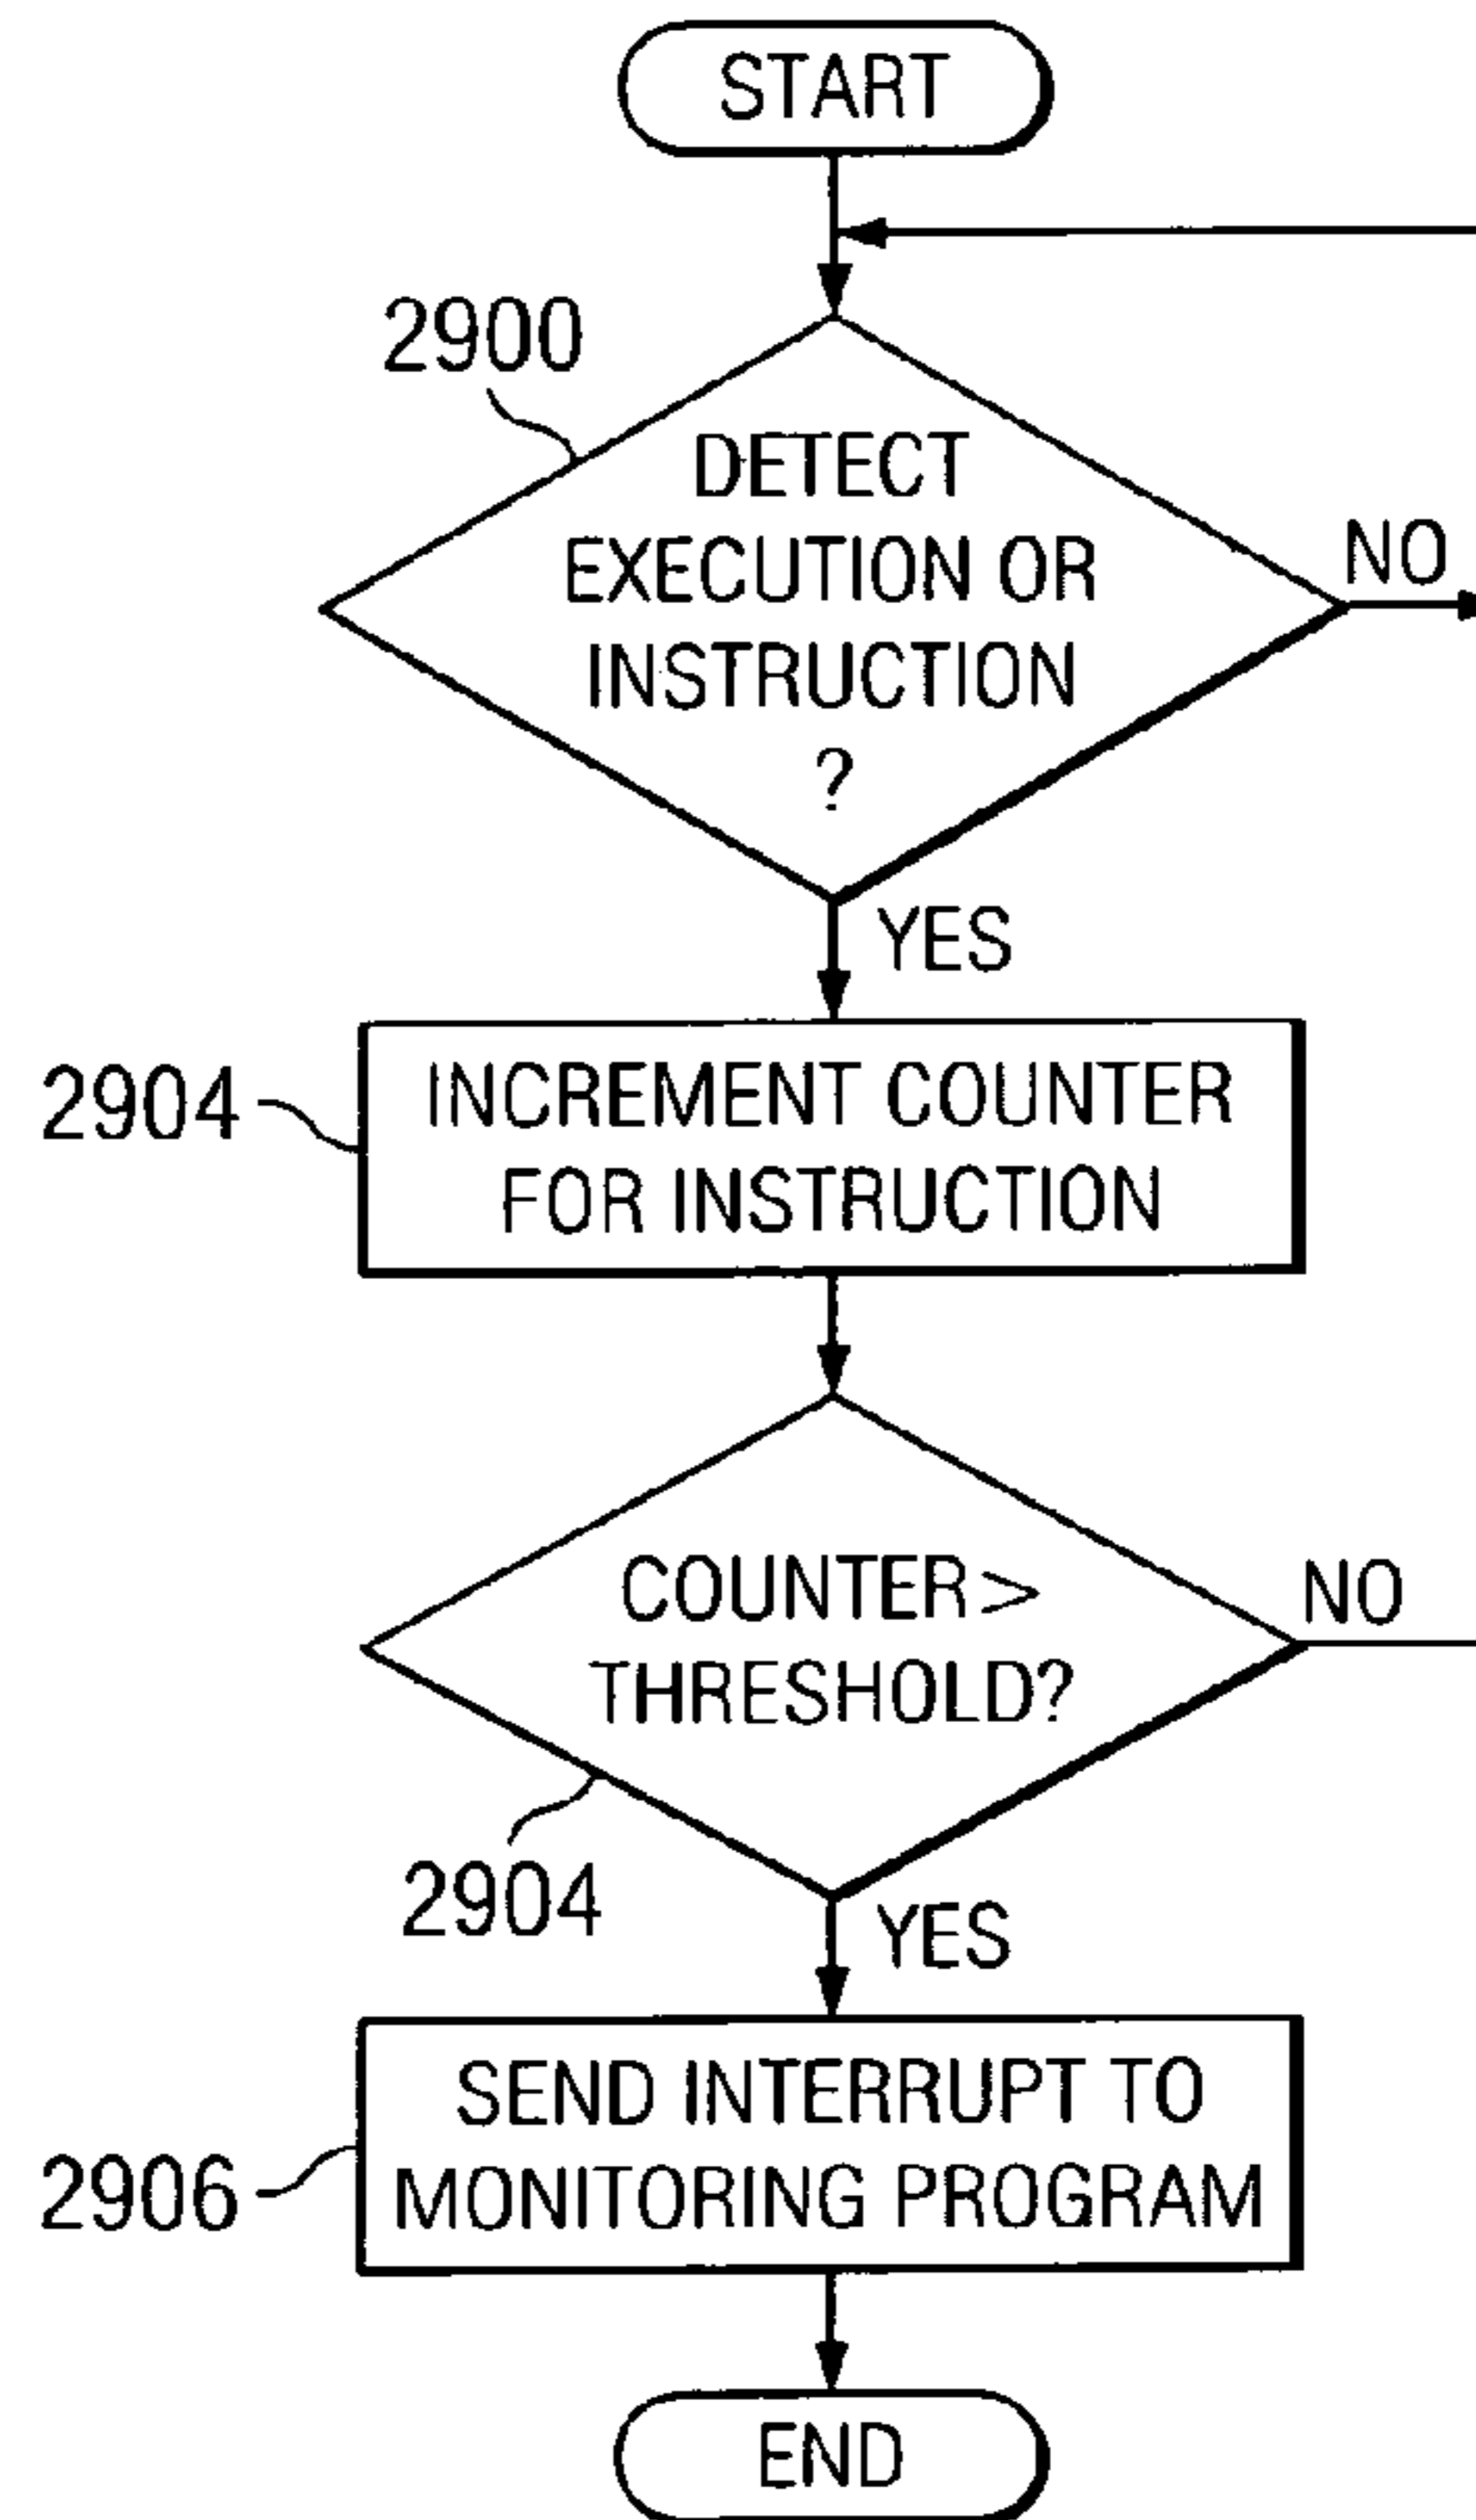 START
2900
DETECT
EXECUTION OR
INSTRUCTION
?
NO
YES
2904
INCREMENT COUNTER
FOR INSTRUCTION
COUNTER>
THRESHOLD?
NO
2904
YES
2906
SEND INTERRUPT TO
MONITORING PROGRAM
END